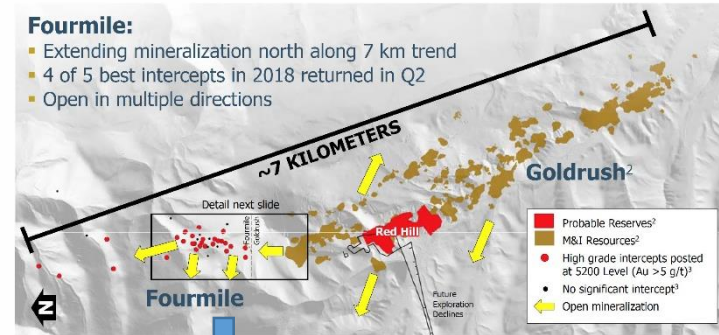 Fourmile:
Extending mineralization north along 7 km trend
4 of 5 best intercepts in 2018 returned in Q2
Open in multiple directions
~7 KILOMETERS
Goldrush²
Detail next slide
Fourmile
Goldrush
Red Hill
Fourmile
Future
Exploration
Declines
N
Probable Reserves²
M&I Resources²
High grade intercepts posted
at 5200 Level (Au >5 g/t)³
No significant intercept³
Open mineralization